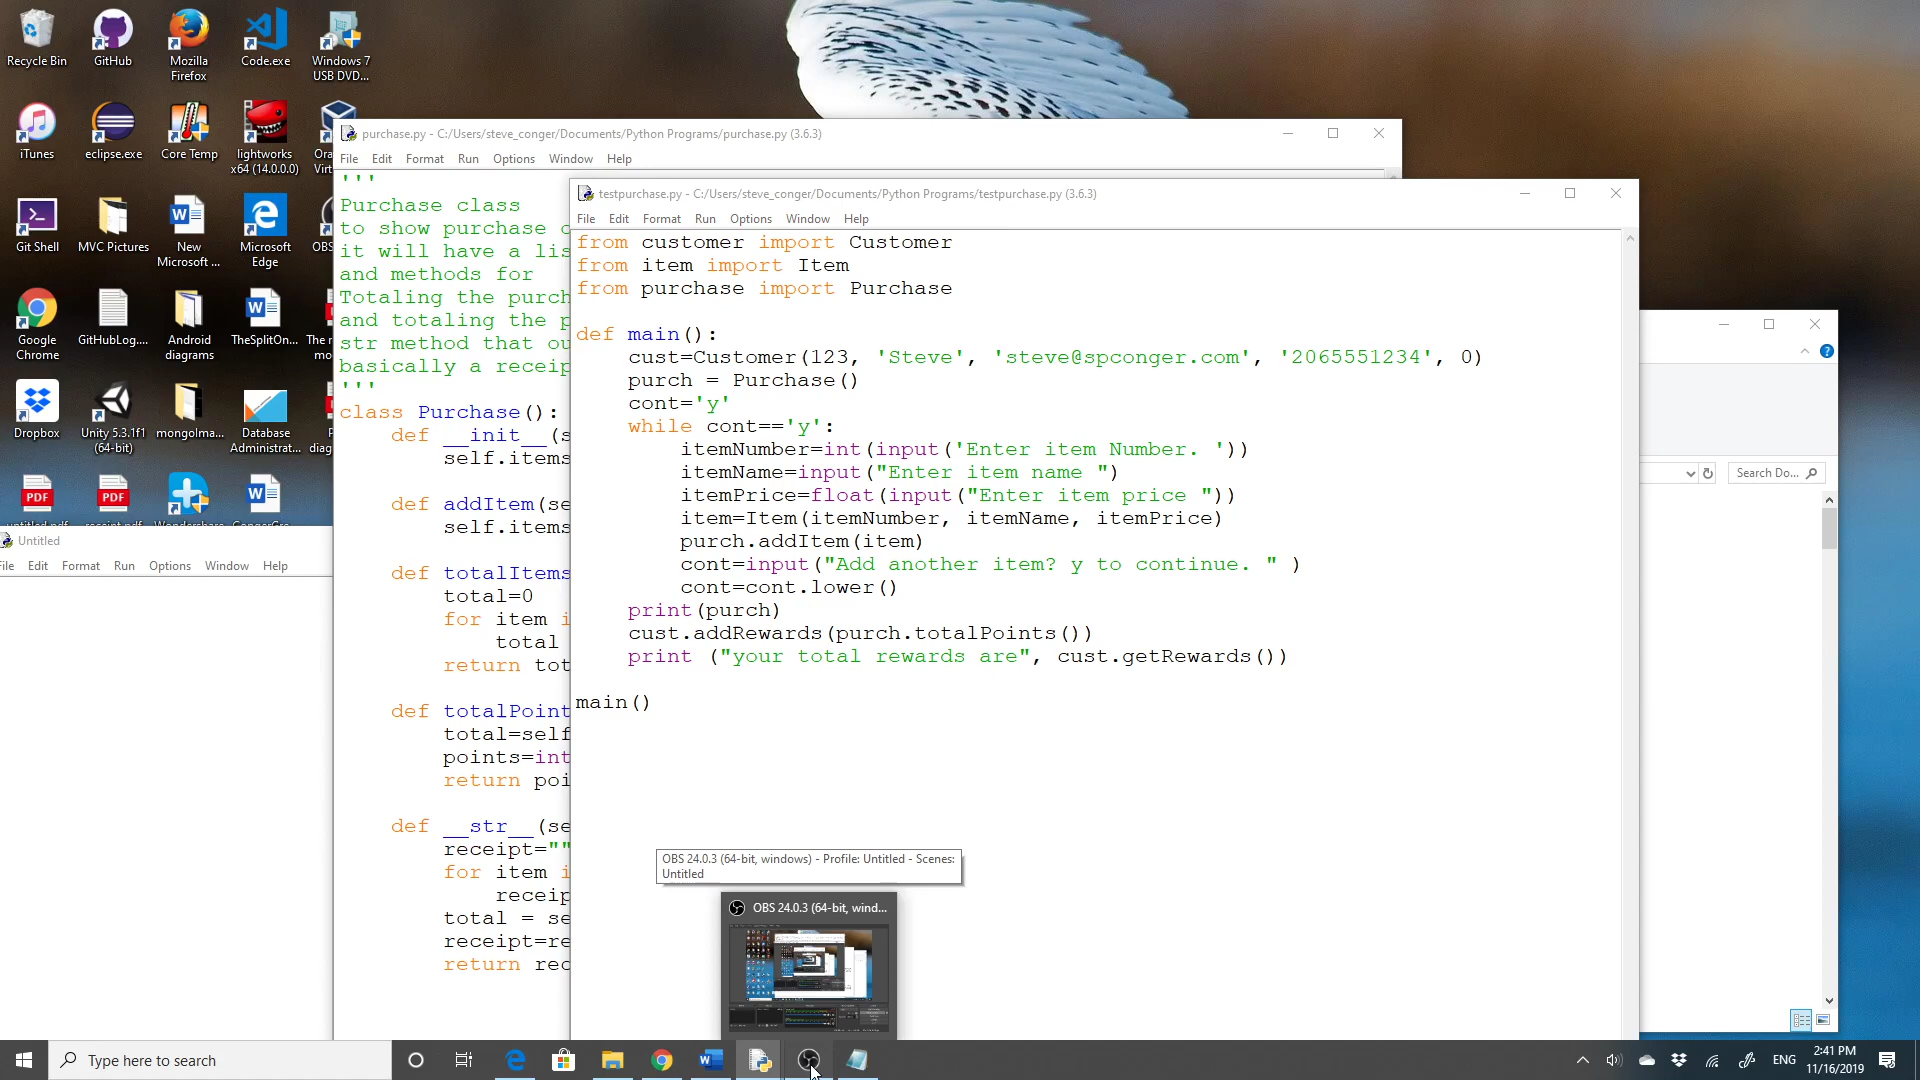 Recycle Bin
GitHub
Mozilla
Firefox
Code.exe
Windows 7
USB DVD...
iTunes
eclipse.exe
Core Temp
lightworks
x64 (14.0.0.0)
Ora
Virt
Git Shell
MVC Pictures
New
Microsoft ...
Microsoft
Edge
OBS
Google
Chrome
GitHubLog....
Android
diagrams
TheSplitOn...
The r
mo
Dropbox
Unity 5.3.1f1
(64-bit)
mongolma...
Database
Administrat...
diag
PDF
PDF
purchase.py - C:/Users/steve_conger/Documents/Python Programs/purchase.py (3.6.3)
File Edit Format Run Options Window Help
'''
Purchase class
to show purchase
it will have a lis
and methods for
Totaling the purch
and totaling the p
str method that ou
basically a receip
'''
class Purchase():
def __init__(s
self.items
def addItem(se
self.items
def totalItems
total=0
for item i
total
return tot
def totalPoint
total=self
points=int
return poi
def __str__(se
receipt=""
for item i
receip
total = se
receipt=re
return rec
testpurchase.py - C:/Users/steve_conger/Documents/Python Programs/testpurchase.py (3.6.3)
File Edit Format Run Options Window Help
from customer import Customer
from item import Item
from purchase import Purchase
def main():
cust=Customer(123, 'Steve', 'steve@spconger.com', '2065551234', 0)
purch = Purchase()
cont='y'
while cont=='y':
itemNumber=int(input('Enter item Number. '))
itemName=input("Enter item name ")
itemPrice=float(input("Enter item price "))
item=Item(itemNumber, itemName, itemPrice)
purch.addItem(item)
cont=input("Add another item? y to continue. " )
cont=cont.lower()
print(purch)
cust.addRewards(purch.totalPoints())
print ("your total rewards are", cust.getRewards())
main()
Untitled
File Edit Format Run Options Window Help
Search Do...
OBS 24.0.3 (64-bit, windows) - Profile: Untitled - Scenes:
Untitled
OBS 24.0.3 (64-bit, wind...
Type here to search
ENG
2:41 PM
11/16/2019